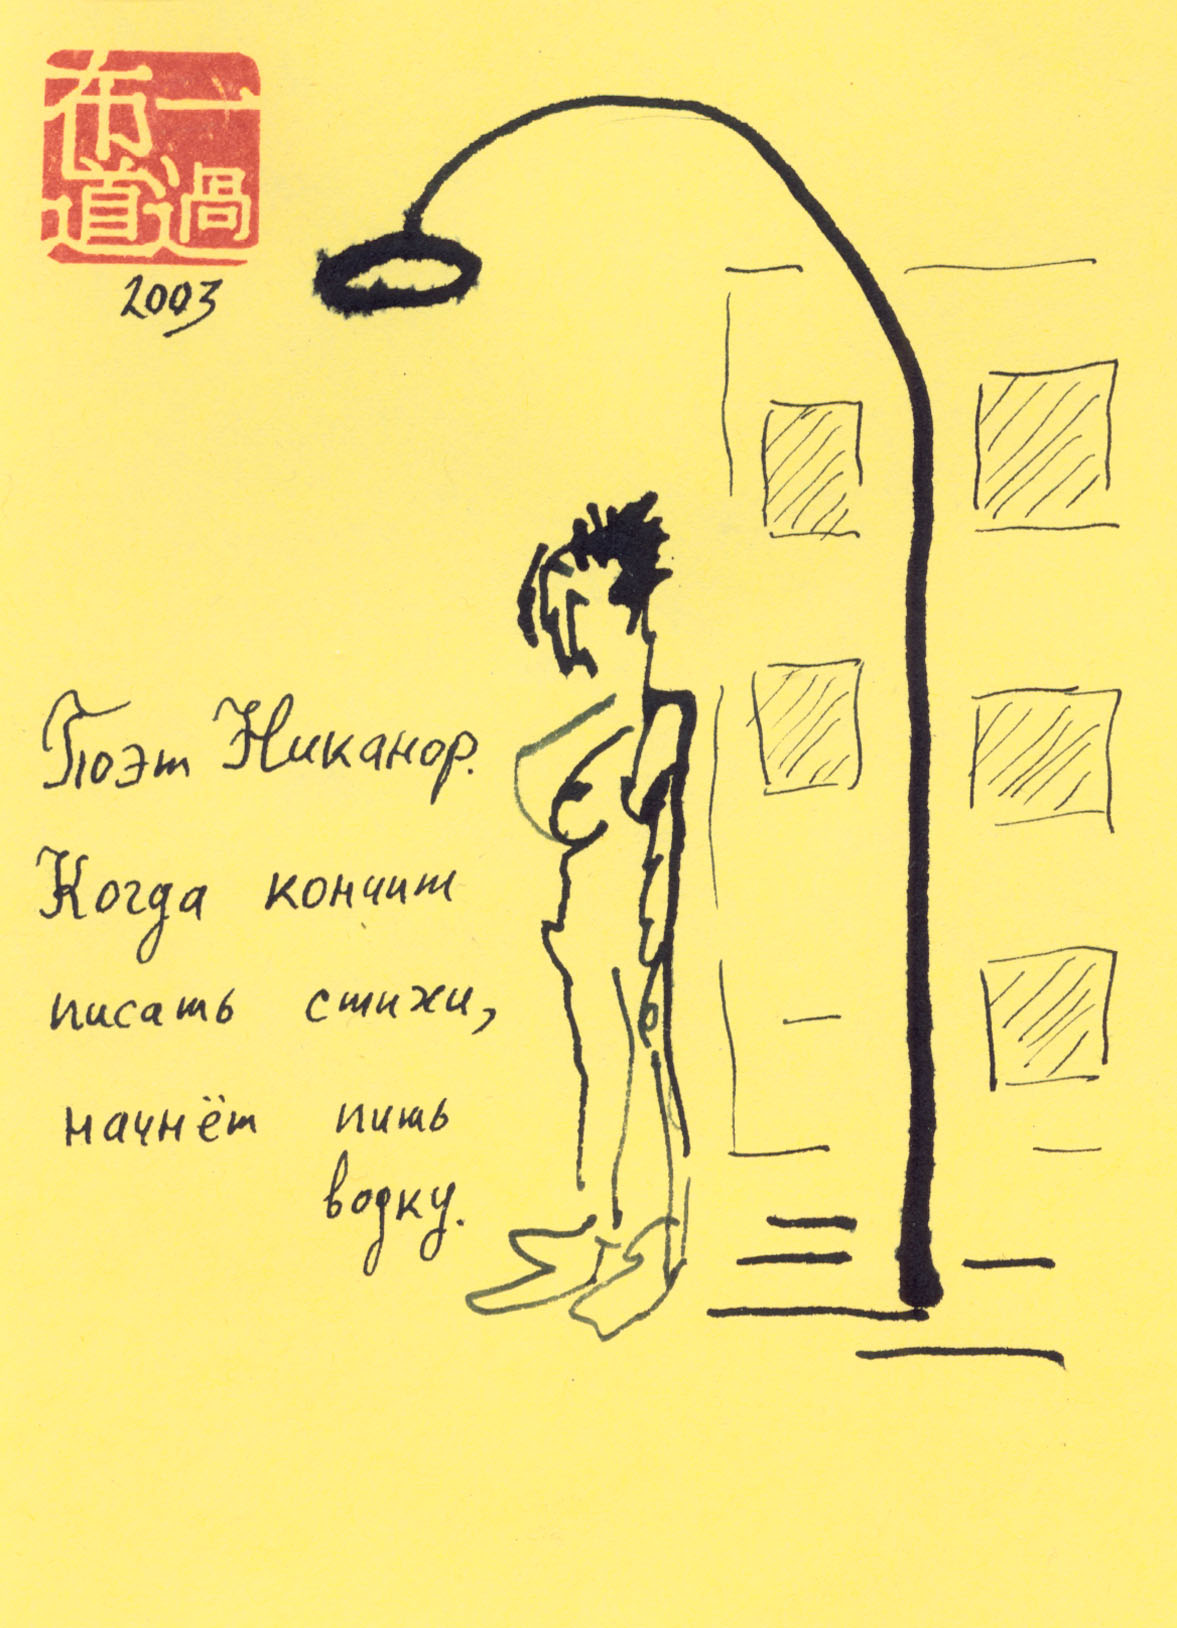 布一
道過
2003
Поэт Никанор.
Когда кончит
писать стихи,
начнёт пить
водку.